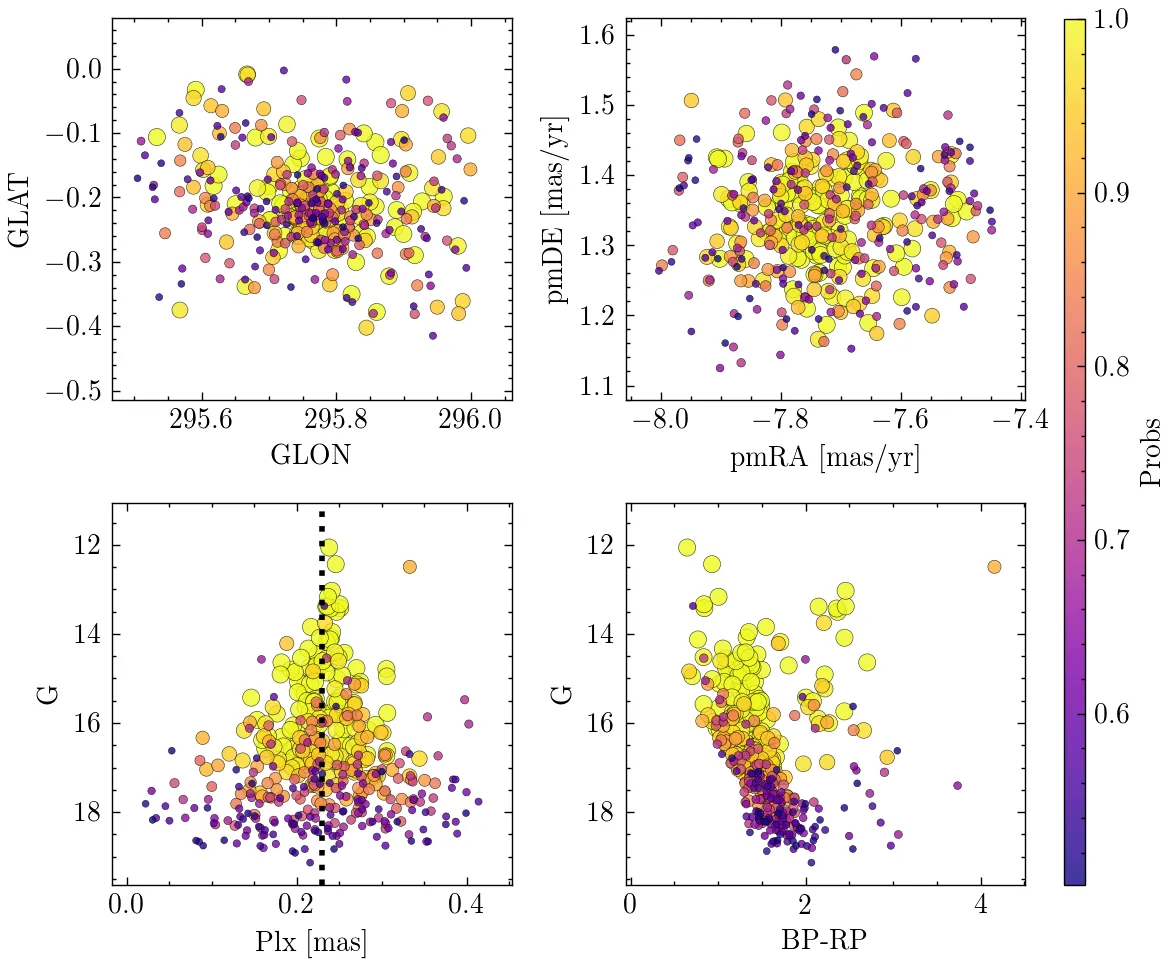 0.0
−0.1
−0.2
−0.3
−0.4
−0.5
GLAT
295.6 295.8 296.0
GLON
1.6
1.5
1.4
1.3
1.2
1.1
pmDE [mas/yr]
−8.0 −7.8 −7.6 −7.4
pmRA [mas/yr]
12
14
16
18
G
0.0 0.2 0.4
Plx [mas]
12
14
16
18
G
0 2 4
BP-RP
1.0
0.9
0.8
0.7
0.6
Probs